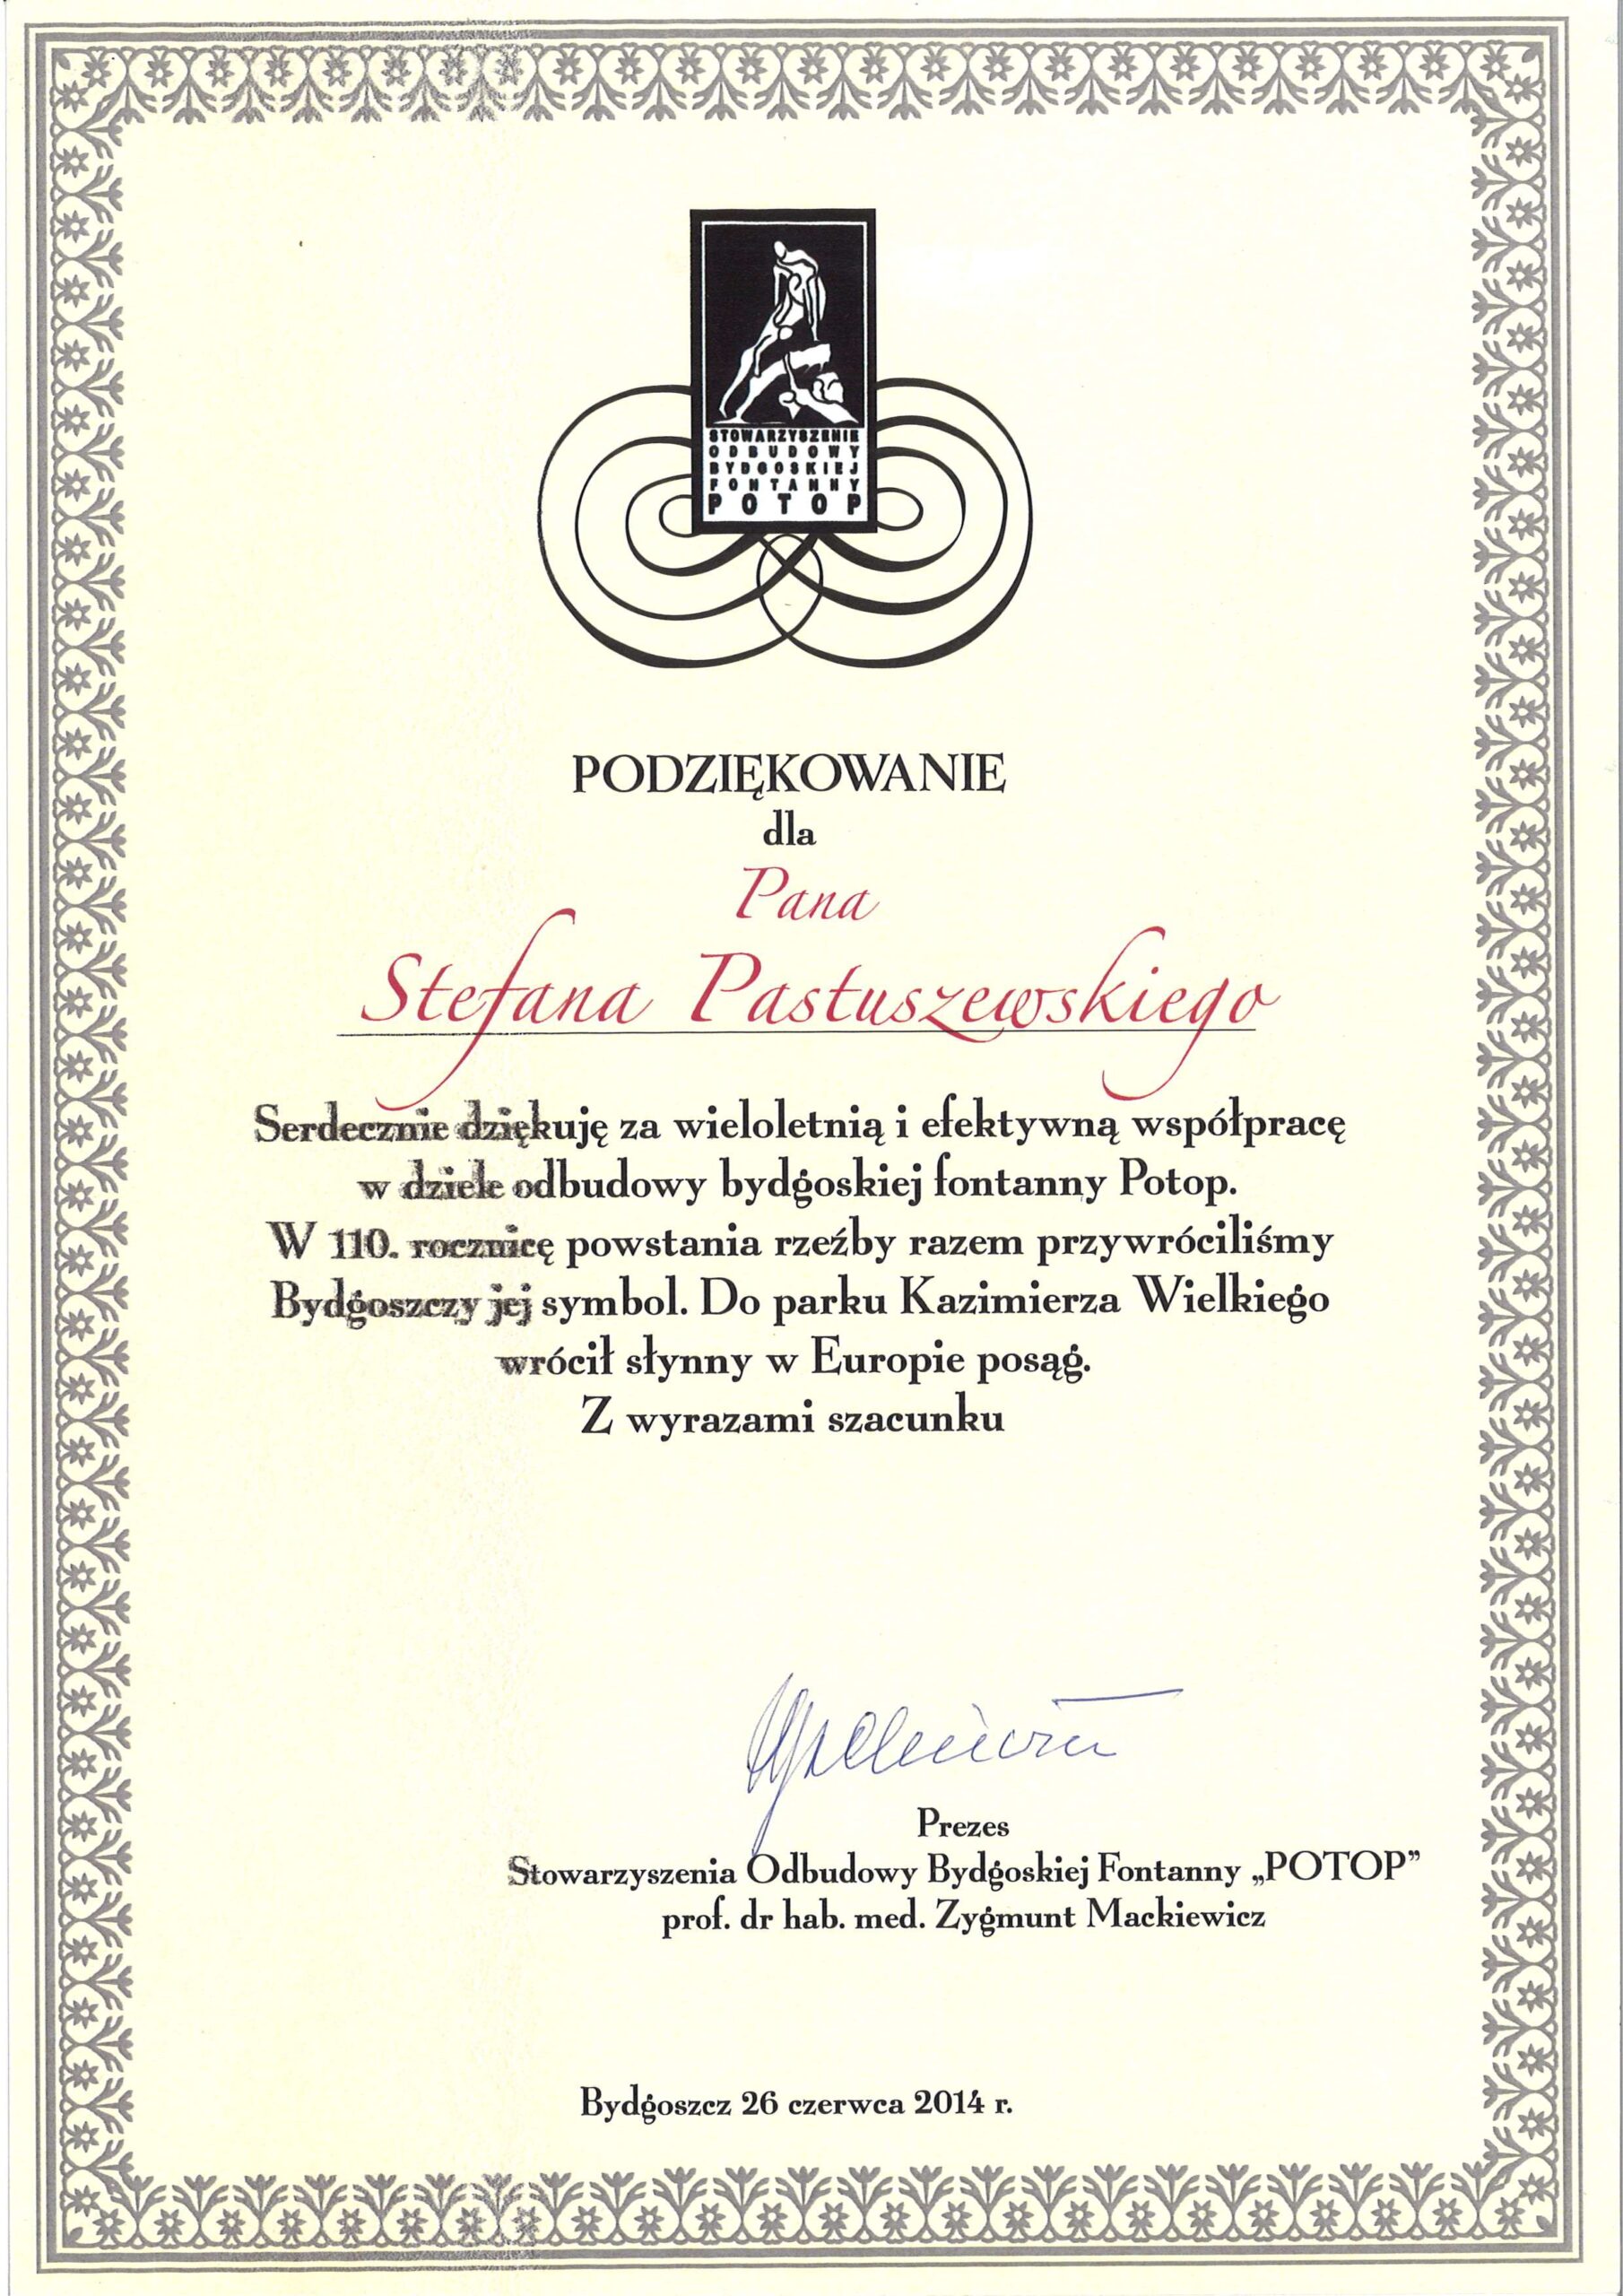 STOWARZYSZENIE
ODBUDOWY
BYDGOSKIEJ
FONTANNY
POTOP
PODZIĘKOWANIE
dla
Pana
Stefana Pastuszewskiego
Serdecznie dziękuję za wieloletnią i efektywną współpracę
w dziele odbudowy bydgoskiej fontanny Potop.
W 110. rocznicę powstania rzeźby razem przywróciliśmy
Bydgoszczy jej symbol. Do parku Kazimierza Wielkiego
wrócił słynny w Europie posąg.
Z wyrazami szacunku
Prezes
Stowarzyszenia Odbudowy Bydgoskiej Fontanny „POTOP”
prof. dr hab. med. Zygmunt Mackiewicz
Bydgoszcz 26 czerwca 2014 r.